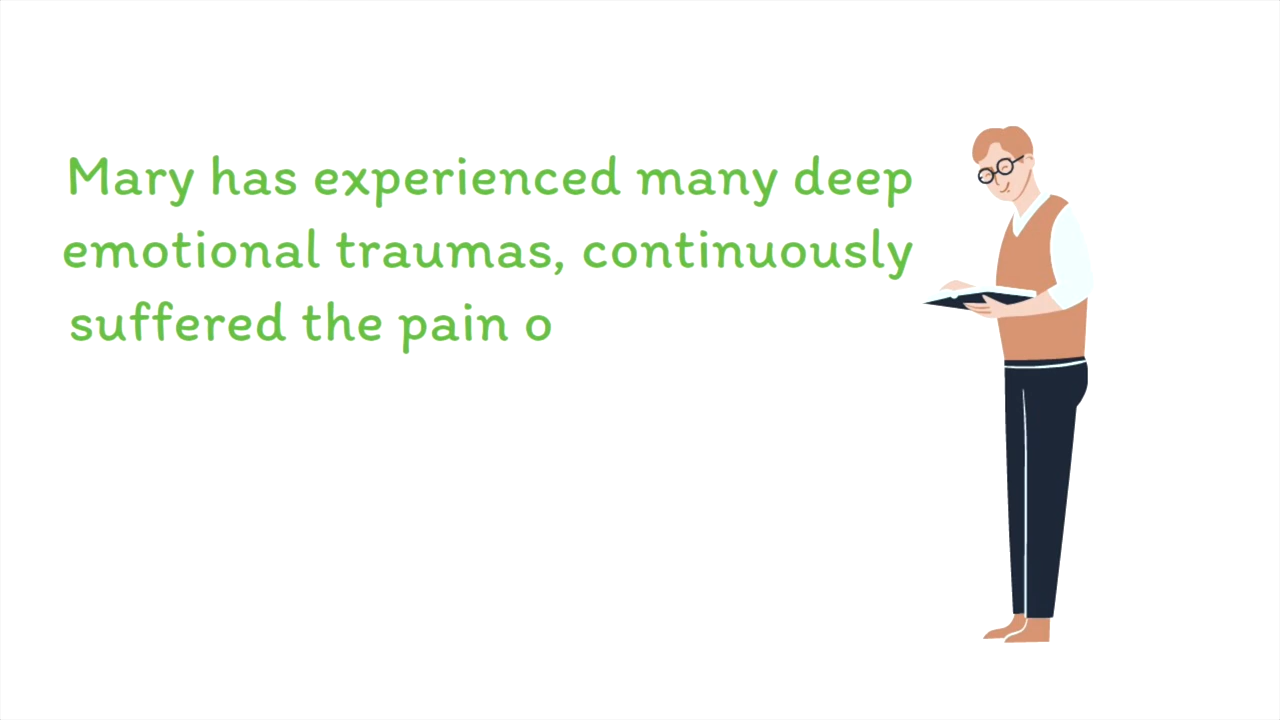 Mary has experienced many deep
emotional traumas, continuously
suffered the pain o